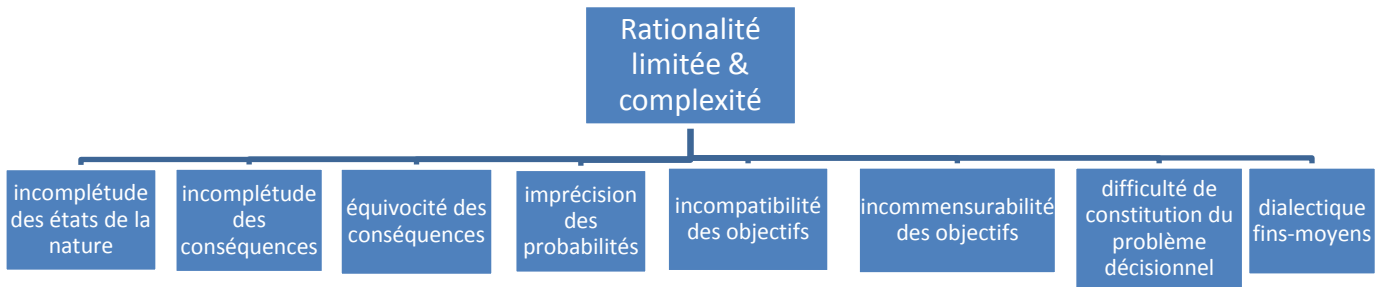 Rationalité
limitée &
complexité
incomplétude
des états de la
nature
incomplétude
des
conséquences
équivocité des
conséquences
imprécision
des
probabilités
incompatibilité
des objectifs
incommensurabilité
des objectifs
difficulté de
constitution du
problème
décisionnel
dialectique
fins-moyens